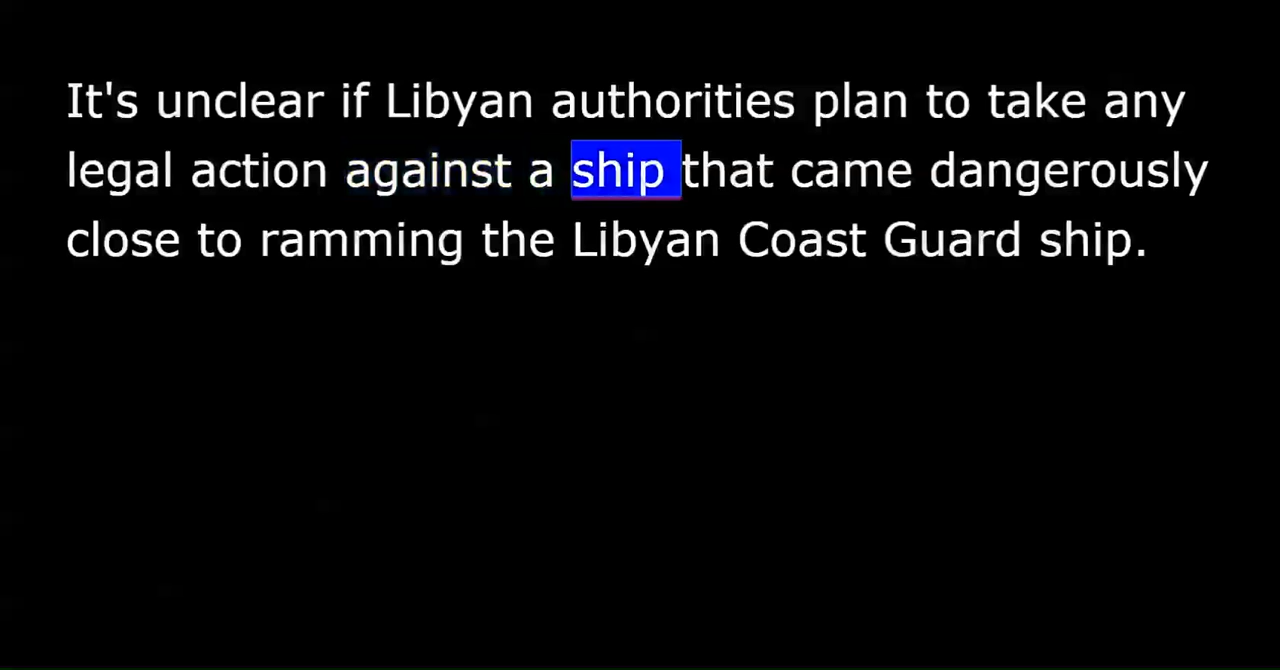 It's unclear if Libyan authorities plan to take any
legal action against a ship that came dangerously
close to ramming the Libyan Coast Guard ship.